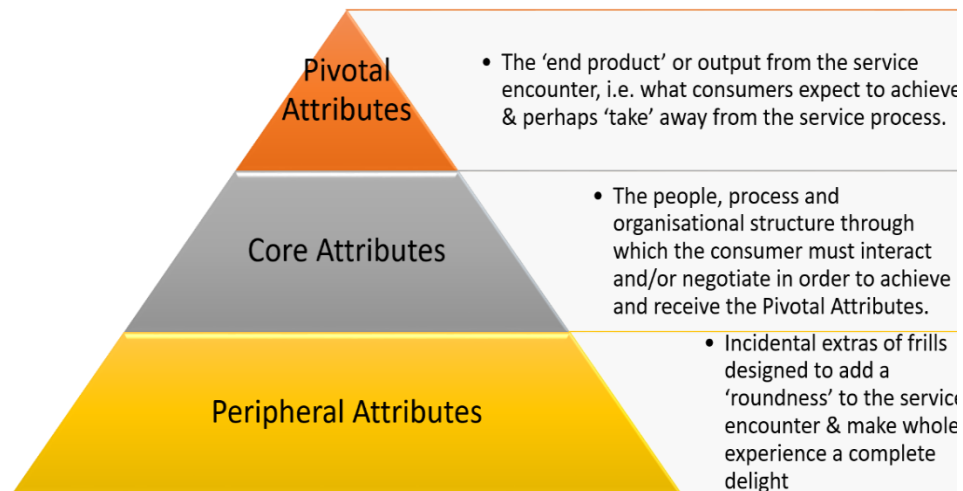 Pivotal
Attributes
• The ‘end product’ or output from the service
encounter, i.e. what consumers expect to achieve
& perhaps ‘take’ away from the service process.
Core Attributes
• The people, process and
organisational structure through
which the consumer must interact
and/or negotiate in order to achieve
and receive the Pivotal Attributes.
Peripheral Attributes
• Incidental extras of frills
designed to add a
‘roundness’ to the service
encounter & make whole
experience a complete
delight